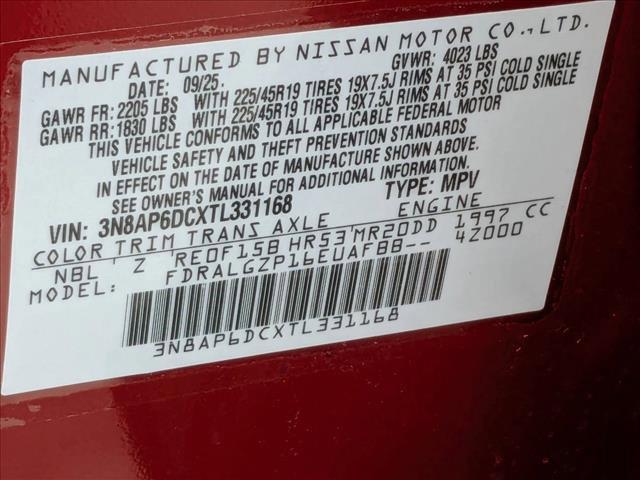 MANUFACTURED BY NISSAN MOTOR CO., LTD.
DATE: 09/25. GVWR: 4023 LBS
GAWR FR: 2205 LBS WITH 225/45R19 TIRES 19X7.5J RIMS AT 35 PSI COLD SINGLE
GAWR RR: 1830 LBS WITH 225/45R19 TIRES 19X7.5J RIMS AT 35 PSI COLD SINGLE
THIS VEHICLE CONFORMS TO ALL APPLICABLE FEDERAL MOTOR
VEHICLE SAFETY AND THEFT PREVENTION STANDARDS
IN EFFECT ON THE DATE OF MANUFACTURE SHOWN ABOVE.
SEE OWNER'S MANUAL FOR ADDITIONAL INFORMATION.
VIN: 3N8AP6DCXTL331168 TYPE: MPV
COLOR TRIM TRANS AXLE ENGINE
NBL Z RE0F15B HR53 MR20DD 1997 CC
MODEL: FDRALGZP16EUAFBB-- 4Z000
3N8AP6DCXTL331168